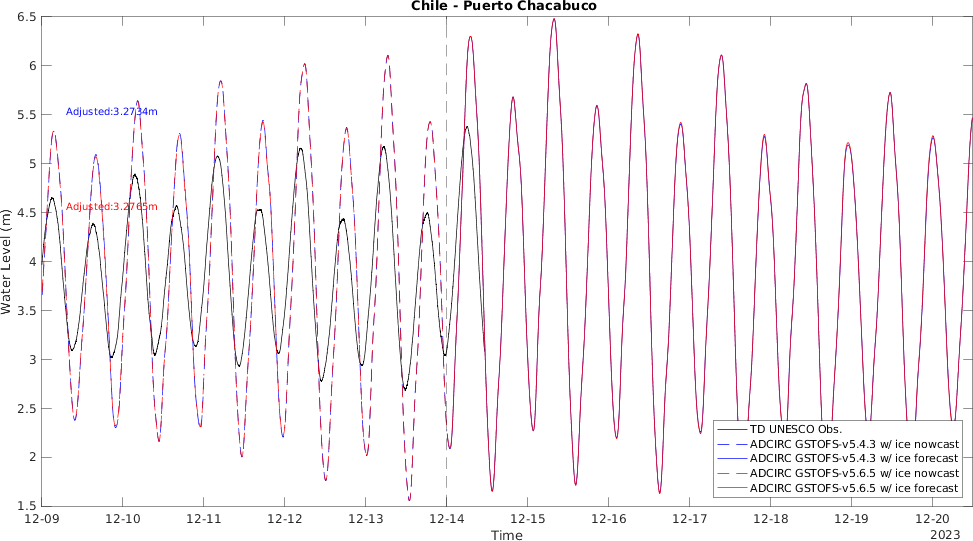 Chile - Puerto Chacabuco
6.5
6
5.5
5
4.5
4
3.5
3
2.5
2
1.5
Water Level (m)
Adjusted:3.2734m
Adjusted:3.2765m
TD UNESCO Obs.
ADCIRC GSTOFS-v5.4.3 w/ ice nowcast
ADCIRC GSTOFS-v5.4.3 w/ ice forecast
ADCIRC GSTOFS-v5.6.5 w/ ice nowcast
ADCIRC GSTOFS-v5.6.5 w/ ice forecast
12-09 12-10 12-11 12-12 12-13 12-14 12-15 12-16 12-17 12-18 12-19 12-20
2023
Time